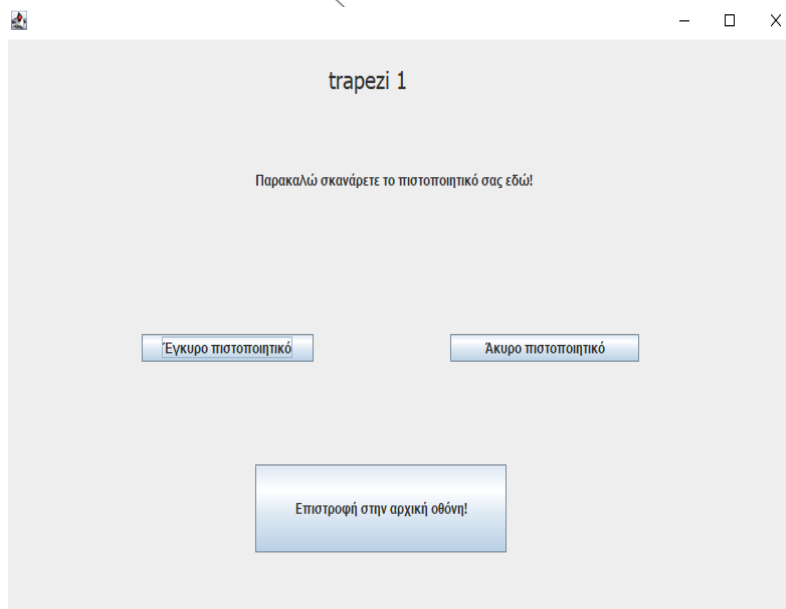 trapezi 1
Παρακαλώ σκανάρετε το πιστοποιητικό σας εδώ!
Έγκυρο πιστοποιητικό
Άκυρο πιστοποιητικό
Επιστροφή στην αρχική οθόνη!